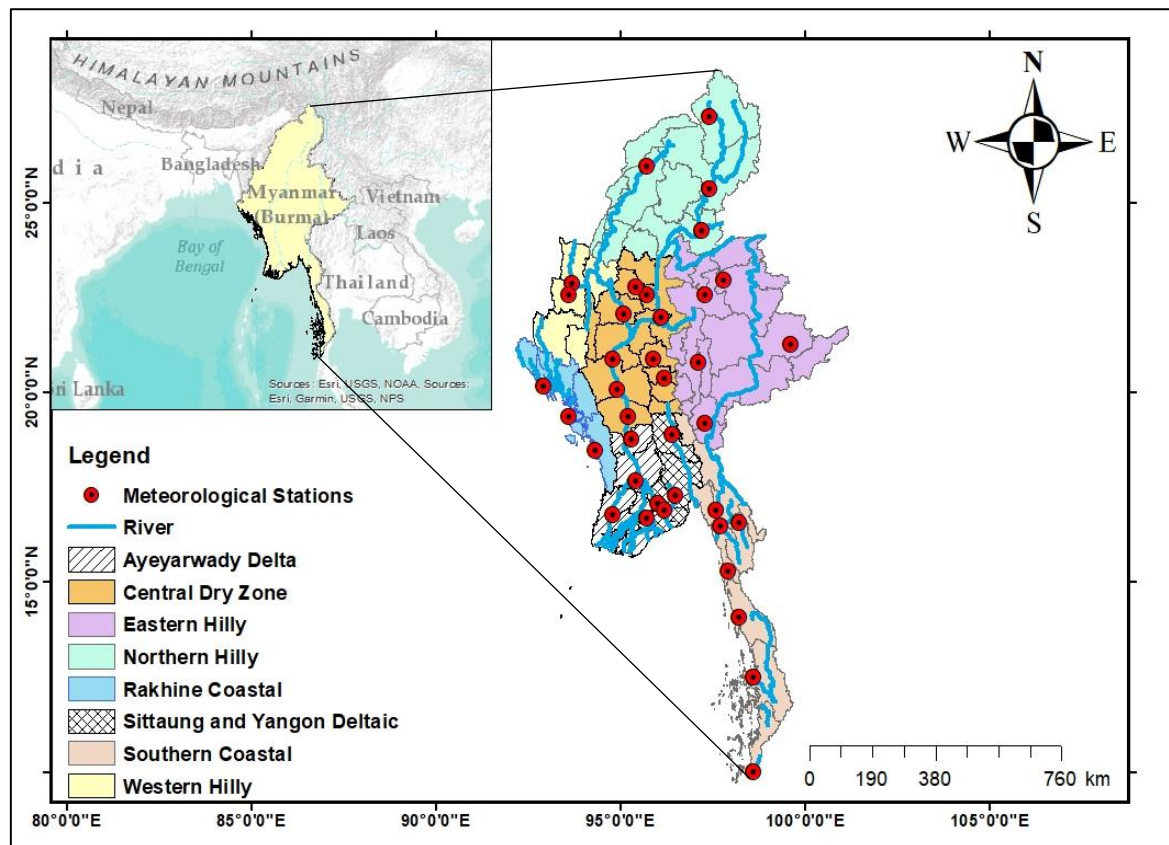 HIMALAYAN MOUNTAINS
Nepal
dia
Bangladesh
Myanmar
(Burma)
Vietnam
Laos
Bay of
Bengal
Thailand
Cambodia
ri Lanka
Sources: Esri, USGS, NOAA, Sources:
Esri, Garmin, USGS, NPS
N
W
E
S
25°0'0"N
20°0'0"N
15°0'0"N
Legend
Meteorological Stations
River
Ayeyarwady Delta
Central Dry Zone
Eastern Hilly
Northern Hilly
Rakhine Coastal
Sittaung and Yangon Deltaic
Southern Coastal
Western Hilly
0 190 380 760 km
80°0'0"E 85°0'0"E 90°0'0"E 95°0'0"E 100°0'0"E 105°0'0"E